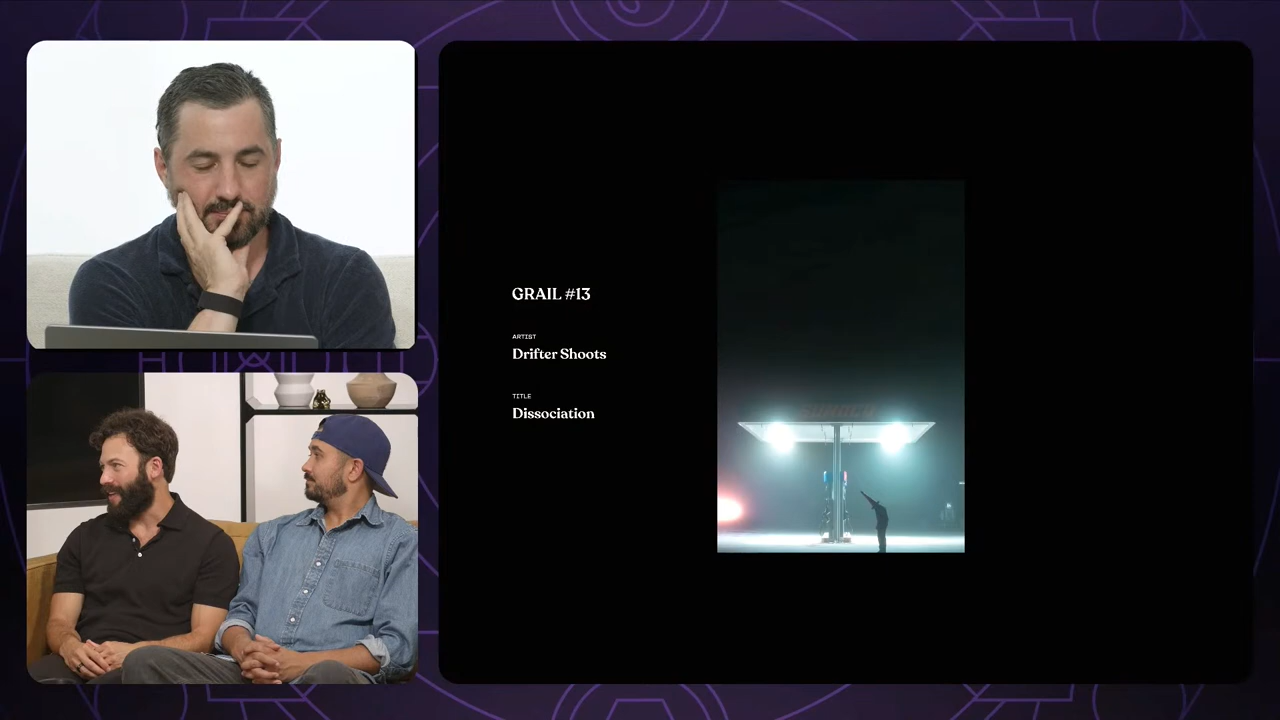 GRAIL #13
ARTIST
Drifter Shoots
TITLE
Dissociation